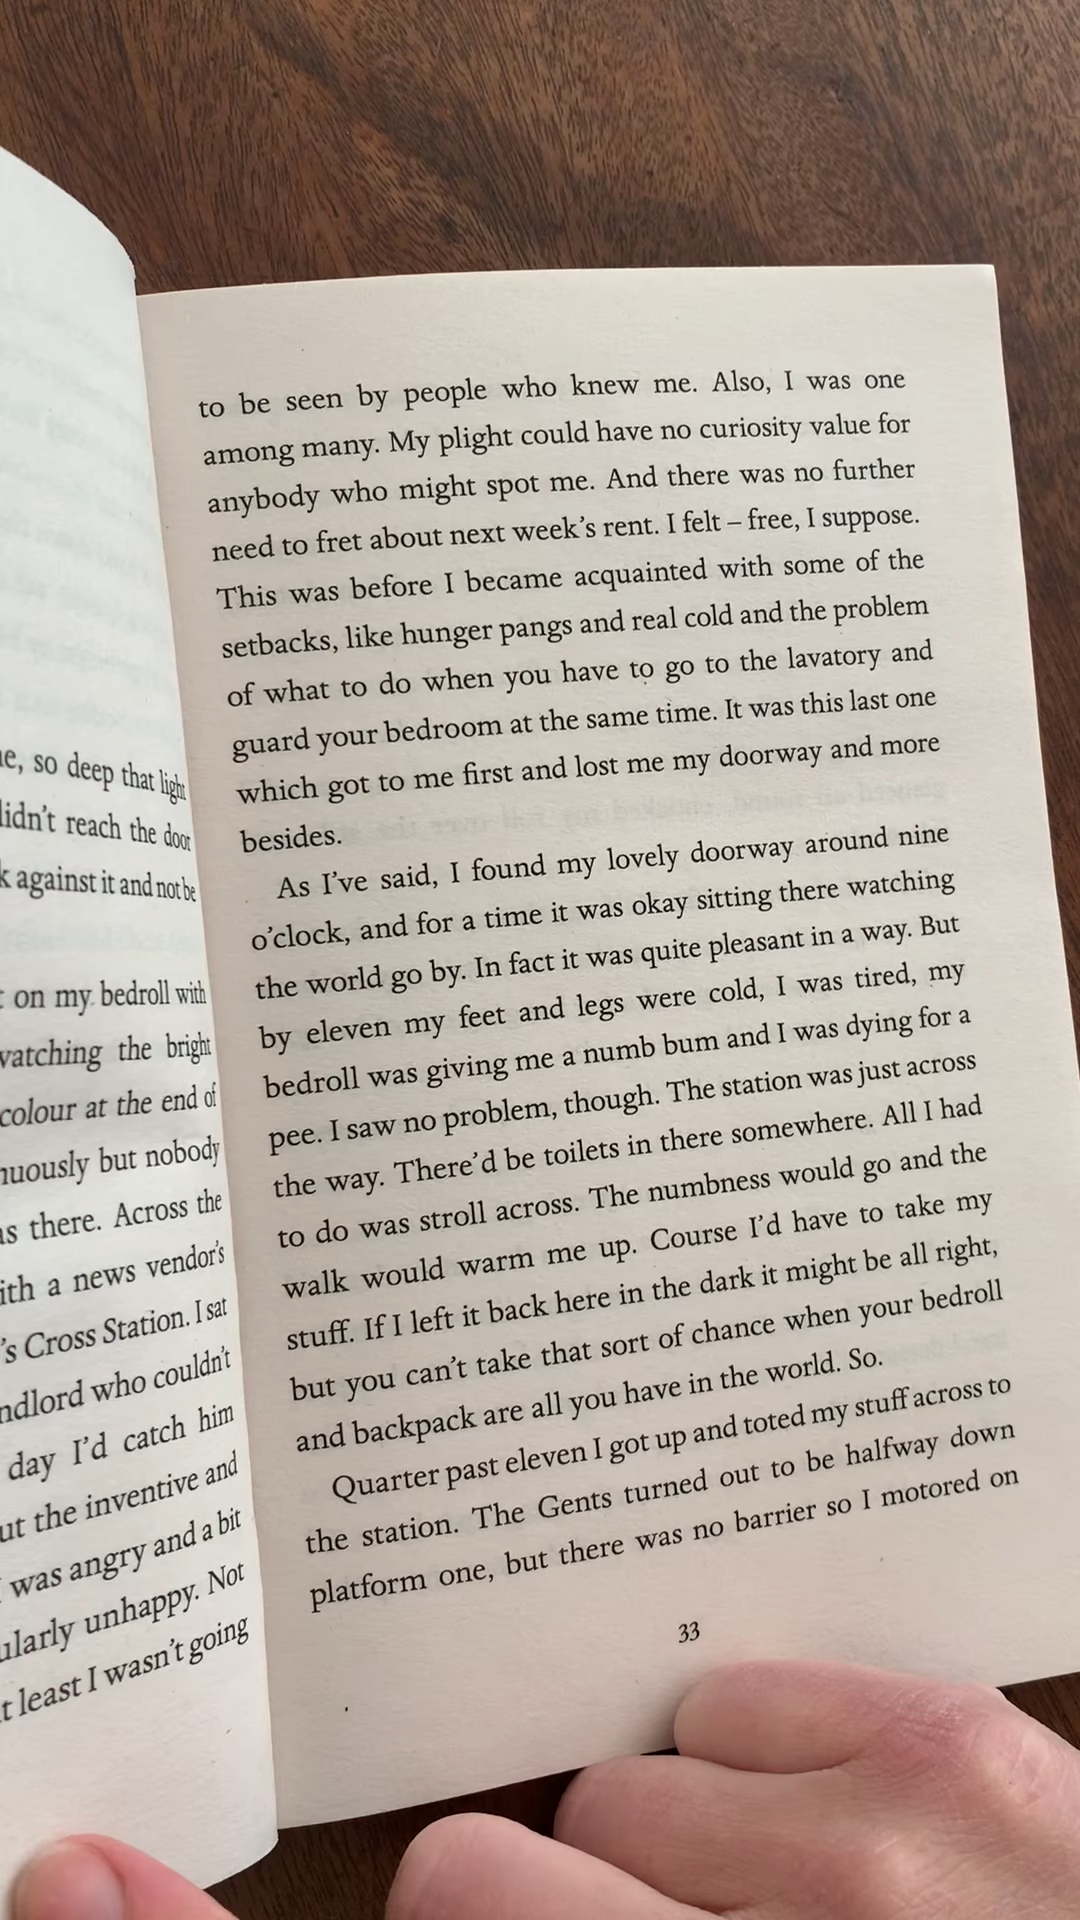 so deep that light
didn't reach the door
against it and not be
on my bedroll with
watching the bright
colour at the end of
but nobody
there. Across the
with a news vendor's
Cross Station. I sat
who couldn't
day I'd catch him
the inventive and
was angry and a bit
unhappy. Not
least I wasn't going
to be seen by people who knew me. Also, I was one
among many. My plight could have no curiosity value for
anybody who might spot me. And there was no further
need to fret about next week's rent. I felt – free, I suppose.
This was before I became acquainted with some of the
setbacks, like hunger pangs and real cold and the problem
of what to do when you have to go to the lavatory and
guard your bedroom at the same time. It was this last one
which got to me first and lost me my doorway and more
besides.
As I've said, I found my lovely doorway around nine
o'clock, and for a time it was okay sitting there watching
the world go by. In fact it was quite pleasant in a way. But
by eleven my feet and legs were cold, I was tired, my
bedroll was giving me a numb bum and I was dying for a
pee. I saw no problem, though. The station was just across
the way. There'd be toilets in there somewhere. All I had
to do was stroll across. The numbness would go and the
walk would warm me up. Course I'd have to take my
stuff. If I left it back here in the dark it might be all right,
but you can't take that sort of chance when your bedroll
and backpack are all you have in the world. So.
Quarter past eleven I got up and toted my stuff across to
the station. The Gents turned out to be halfway down
platform one, but there was no barrier so I motored on
33